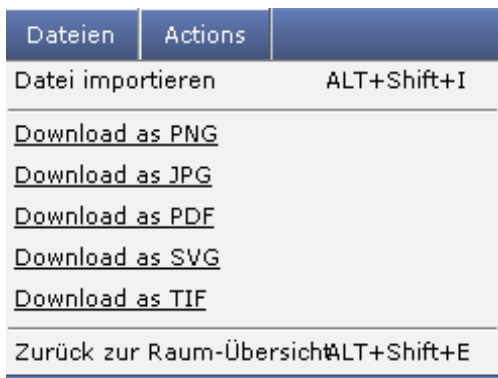 Dateien Actions
Datei importieren ALT+Shift+I
Download as PNG
Download as JPG
Download as PDF
Download as SVG
Download as TIF
Zurück zur Raum-Übersicht ALT+Shift+E